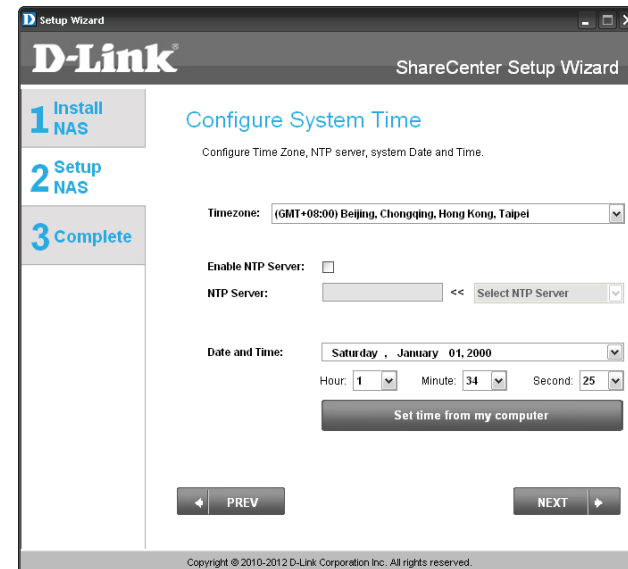 Setup Wizard
D-Link®
ShareCenter Setup Wizard
1 Install NAS
2 Setup NAS
3 Complete
Configure System Time
Configure Time Zone, NTP server, system Date and Time.
Timezone: (GMT+08:00) Beijing, Chongqing, Hong Kong, Taipei
Enable NTP Server:
NTP Server: << Select NTP Server
Date and Time: Saturday , January 01, 2000
Hour: 1 Minute: 34 Second: 25
Set time from my computer
PREV NEXT
Copyright © 2010-2012 D-Link Corporation Inc. All rights reserved.